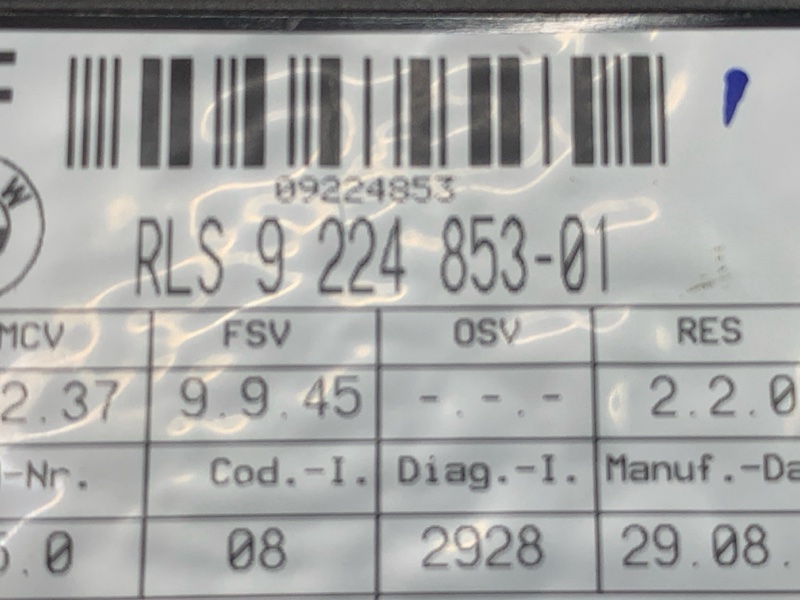 W
09224853
RLS 9 224 853-01
MCV FSV OSV RES
2.37 9.9.45 -.-.- 2.2.0
-Nr. Cod.-I. Diag.-I. Manuf.-Da
.0 08 2928 29.08.